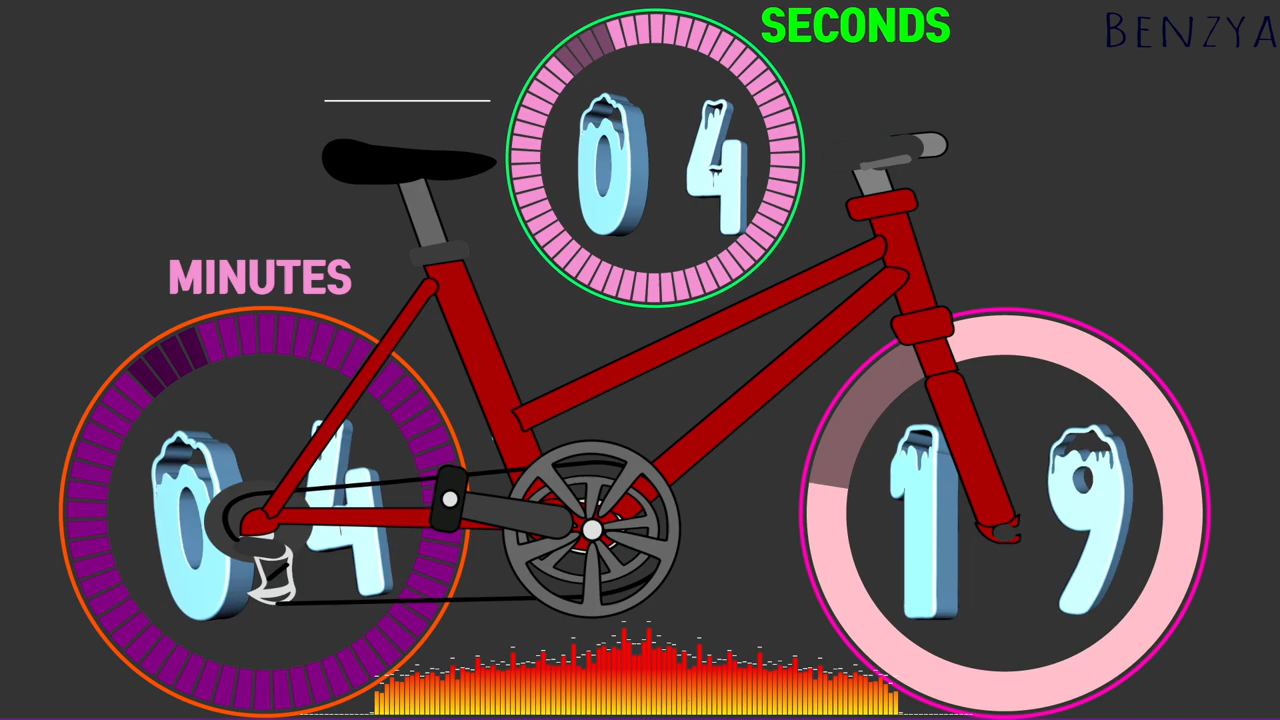 SECONDS
BENZYA
04
MINUTES
04
19